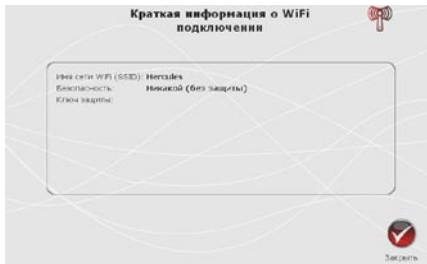 Краткая информация о WiFi
подключении
Имя сети WiFi (SSID): Hercules
Безопасность: Никакой (без защиты)
Ключ защиты:
Закрыть